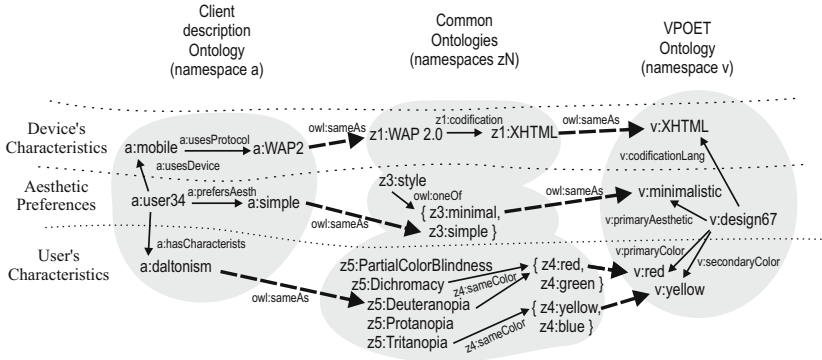 Client
description
Ontology
(namespace a)
Common
Ontologies
(namespaces zN)
VPOET
Ontology
(namespace v)
Device's
Characteristics
a:mobile
a:usesProtocol
a:WAP2
owl:sameAs
z1:WAP 2.0
z1:codification
z1:XHTML
owl:sameAs
v:XHTML
a:usesDevice
v:codificationLang
Aesthetic
Preferences
a:user34
a:prefersAesth
a:simple
owl:sameAs
z3:style
owl:oneOf
{ z3:minimal,
z3:simple }
owl:sameAs
v:minimalistic
v:primaryAesthetic
v:design67
User's
Characteristics
a:hasCharacterists
a:daltonism
owl:sameAs
z5:PartialColorBlindness
z5:Dichromacy
z5:Deuteranopia
z5:Protanopia
z5:Tritanopia
z4:sameColor
z4:sameColor
{ z4:red,
z4:green }
{ z4:yellow,
z4:blue }
v:primaryColor
v:secondaryColor
v:red
v:yellow